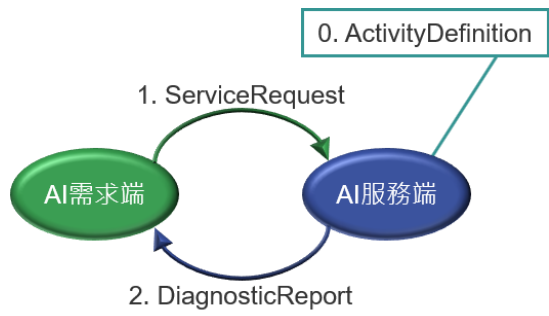 0. ActivityDefinition
1. ServiceRequest
AI需求端
AI服務端
2. DiagnosticReport